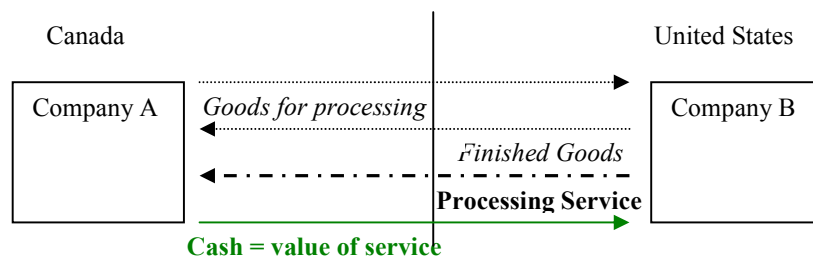 Canada
United States
Company A
Company B
Goods for processing
Finished Goods
Processing Service
Cash = value of service